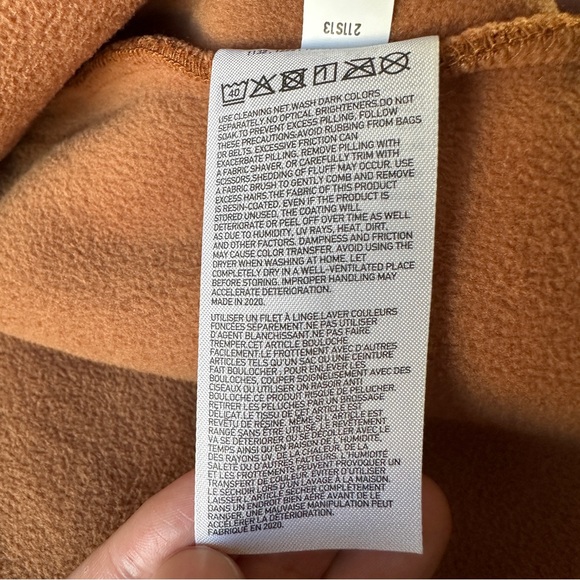 211S13
40
USE CLEANING NET.WASH DARK COLORS
SEPARATELY.NO OPTICAL BRIGHTENERS.DO NOT
SOAK.TO PREVENT EXCESS PILLING, FOLLOW
THESE PRECAUTIONS:AVOID RUBBING FROM BAGS
OR BELTS. EXCESSIVE FRICTION CAN
EXACERBATE PILLING. REMOVE PILLING WITH
A FABRIC SHAVER, OR CAREFULLY TRIM WITH
SCISSORS.SHEDDING OF FLUFF MAY OCCUR. USE
A FABRIC BRUSH TO GENTLY COMB AND REMOVE
EXCESS HAIRS.THE FABRIC OF THIS PRODUCT
IS RESIN-COATED. EVEN IF THE PRODUCT IS
STORED UNUSED, THE COATING WILL
DETERIORATE OR PEEL OFF OVER TIME AS WELL
AS DUE TO HUMIDITY, UV RAYS, HEAT, DIRT,
AND OTHER FACTORS. DAMPNESS AND FRICTION
MAY CAUSE COLOR TRANSFER. AVOID USING THE
DRYER WHEN WASHING AT HOME. LET
COMPLETELY DRY IN A WELL-VENTILATED PLACE
BEFORE STORING. IMPROPER HANDLING MAY
ACCELERATE DETERIORATION.
MADE IN 2020.
UTILISER UN FILET À LINGE.LAVER COULEURS
FONCÉES SÉPARÉMENT.NE PAS UTILISER
D'AGENT BLANCHISSANT.NE PAS FAIRE
TREMPER.CET ARTICLE BOULOCHE
FACILEMENT:LE FROTTEMENT AVEC D'AUTRES
ARTICLES TELS QU'UN SAC OU UNE CEINTURE
FAIT BOULOCHER ; POUR ENLEVER LES
BOULOCHES, COUPER SOIGNEUSEMENT AVEC DES
CISEAUX OU UTILISER UN RASOIR ANTI
BOULOCHE.CE PRODUIT RISQUE DE PELUCHER.
RETIRER LES PELUCHES PAR UN BROSSAGE
DÉLICAT.LE TISSU DE CET ARTICLE EST
REVÊTU DE RÉSINE. MÊME SI L'ARTICLE EST
RANGÉ SANS ÊTRE UTILISÉ, LE REVÊTEMENT
VA SE DÉTÉRIORER OU SE DÉCOLLER AVEC LE
TEMPS AINSI QU'EN RAISON DE L'HUMIDITÉ,
DES RAYONS UV, DE LA CHALEUR, DE LA
SALETÉ OU D'AUTRES FACTEURS. L'HUMIDITÉ
ET LES FROTTEMENTS PEUVENT PROVOQUER UN
TRANSFERT DE COULEUR. ÉVITER D'UTILISER
LE SÉCHOIR LORS D'UN LAVAGE À LA MAISON.
LAISSER L'ARTICLE SÉCHER COMPLÈTEMENT
DANS UN ENDROIT BIEN AÉRÉ AVANT DE LE
RANGER. UNE MAUVAISE MANIPULATION PEUT
ACCÉLÉRER LA DÉTÉRIORATION.
FABRIQUÉ EN 2020.